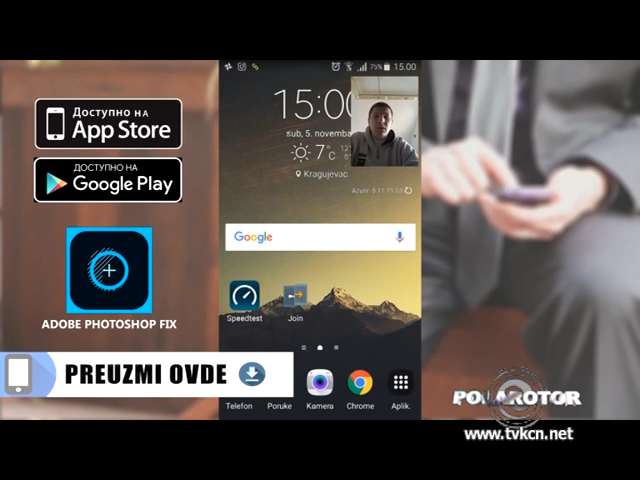 Доступно на
App Store
ДОСТУПНО НА
Google Play
ADOBE PHOTOSHOP FIX
PREUZMI OVDE
75% 15.00
15:00
sub, 5. novemba
7°C
Kragujevac
Google
Speedtest Join
Telefon Poruke Kamera Chrome Aplik.
POLAROTOR
www.tvkcn.net